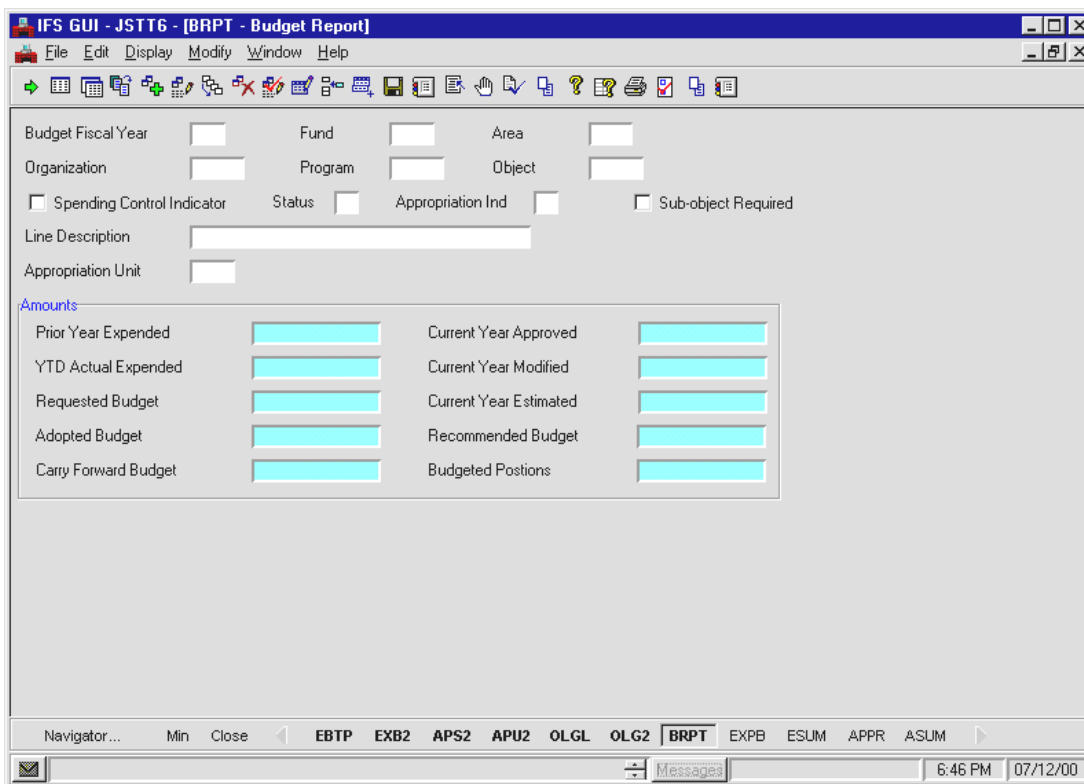 IFS GUI - JSTT6 - [BRPT - Budget Report]
File Edit Display Modify Window Help
Budget Fiscal Year Fund Area
Organization Program Object
Spending Control Indicator Status Appropriation Ind Sub-object Required
Line Description
Appropriation Unit
Amounts
Prior Year Expended Current Year Approved
YTD Actual Expended Current Year Modified
Requested Budget Current Year Estimated
Adopted Budget Recommended Budget
Carry Forward Budget Budgeted Postions
Navigator... Min Close EBTP EXB2 APS2 APU2 OLGL OLG2 BRPT EXPB ESUM APPR ASUM
Messages 6:46 PM 07/12/00